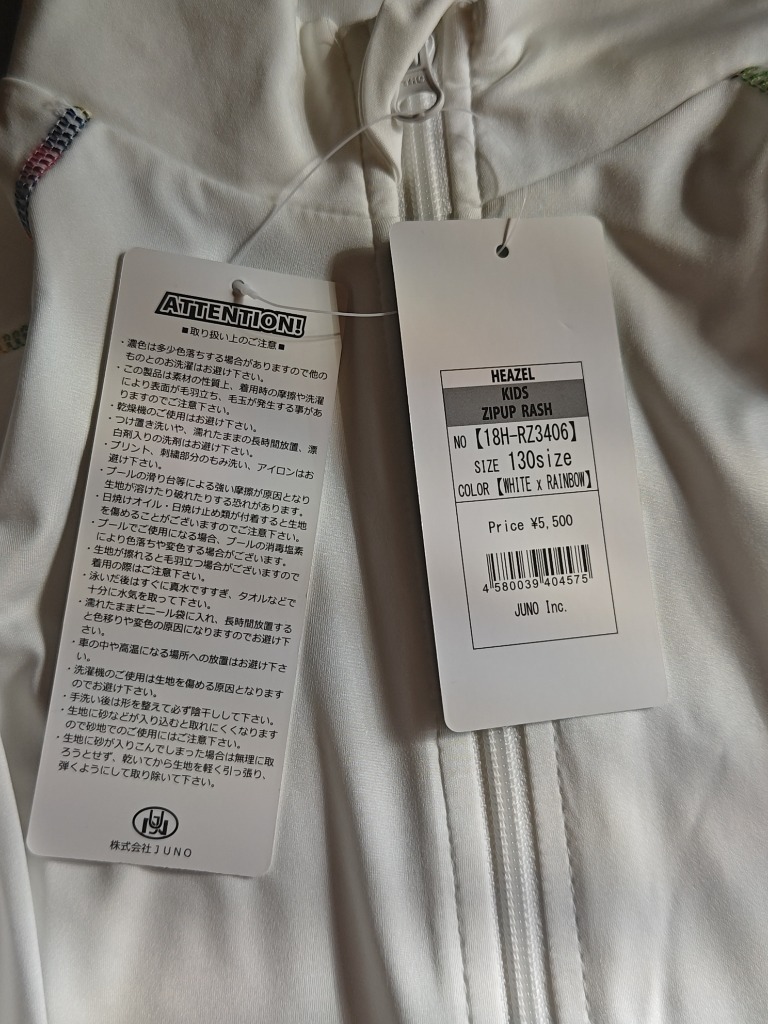 ATTENTION!
■取り扱い上のご注意■
・濃色は多少色落ちする場合がありますので他の
ものとのお洗濯はお避け下さい。
・この製品は素材の性質上、着用時の摩擦や洗濯
により表面が毛羽立ち、毛玉が発生する事があ
りますのでご注意下さい。
・乾燥機のご使用はお避け下さい。
・つけ置き洗いや、濡れたままの長時間放置、漂
白剤入りの洗剤はお避け下さい。
・プリント、刺繍部分のもみ洗い、アイロンはお
避け下さい。
・プールの滑り台等による強い摩擦が原因となり
生地が溶けたり破れたりする恐れがあります。
・日焼けオイル・日焼け止め類が付着すると生地
を傷めることがございますのでご注意下さい。
・プールでご使用になる場合、プールの消毒塩素
により色落ちや変色する場合がございます。
・生地が擦れると毛羽立つ場合がございますので
着用の際はご注意下さい。
・泳いだ後はすぐに真水ですすぎ、タオルなどで
十分に水気を取って下さい。
・濡れたままビニール袋に入れ、長時間放置する
と色移りや変色の原因になりますのでお避け下
さい。
・車の中や高温になる場所への放置はお避け下さ
い。
・洗濯機のご使用は生地を傷める原因となります
のでお避け下さい。
・手洗い後は形を整えて必ず陰干しして下さい。
・生地に砂などが入り込むと取れにくくなります
ので砂地でのご使用にはご注意下さい。
・生地に砂が入りこんでしまった場合は無理に取
ろうとせず、乾いてから生地を軽く引っ張り、
弾くようにして取り除いて下さい。
株式会社JUNO
HEAZEL
KIDS
ZIPUP RASH
NO【18H-RZ3406】
SIZE 130size
COLOR【WHITE x RAINBOW】
Price ¥5,500
4 580039 404575
JUNO Inc.